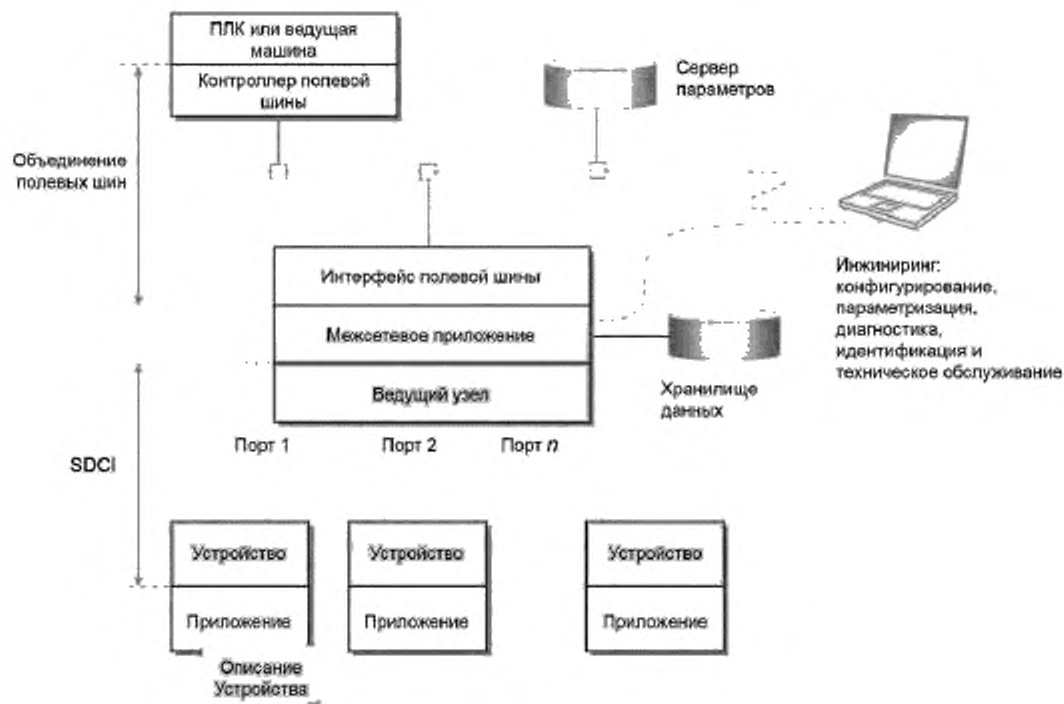 ПЛК или ведущая
машина
Контроллер полевой
шины
Сервер
параметров
Объединение
полевых шин
Интерфейс полевой шины
Межсетевое приложение
Ведущий узел
Инжиниринг:
конфигурирование,
параметризация,
диагностика,
идентификация и
техническое обслуживание
Хранилище
данных
Порт 1
Порт 2
Порт n
SDCI
Устройство
Приложение
Устройство
Приложение
Устройство
Приложение
Описание
Устройства